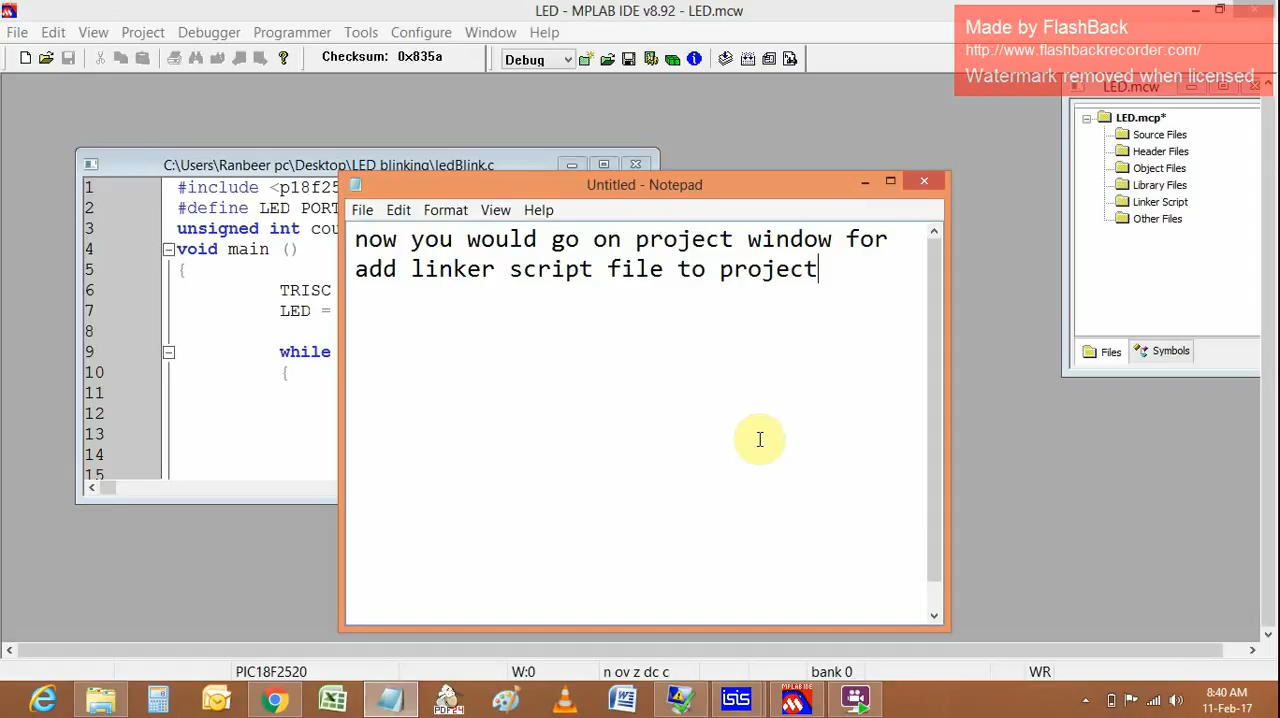 LED - MPLAB IDE v8.92 - LED.mcw
Made by FlashBack
http://www.flashbackrecorder.com/
Watermark removed when licensed
File Edit View Project Debugger Programmer Tools Configure Window Help
Checksum: 0x835a
Debug
LED.mcw
LED.mcp*
Source Files
Header Files
Object Files
Library Files
Linker Script
Other Files
Files Symbols
C:\Users\Ranbeer pc\Desktop\LED blinking\ledBlink.c
1 #include <p18f25
2 #define LED PORT
3 unsigned int cou
4 void main ()
5 {
6 TRISC
7 LED =
8
9 while
10 {
11
12
13
14
15
Untitled - Notepad
File Edit Format View Help
now you would go on project window for
add linker script file to project
PIC18F2520 W:0 n ov z dc c bank 0 WR
PDF24
isis
MPLAB IDE
8:40 AM
11-Feb-17